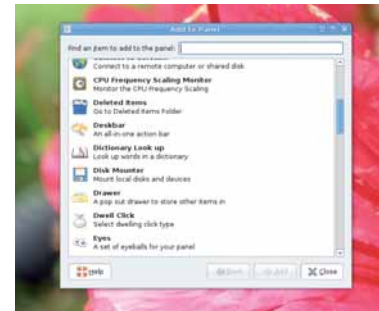 Add to Panel
Find an item to add to the panel:
Connect to a remote computer or shared disk
CPU Frequency Scaling Monitor
Monitor the CPU Frequency Scaling
Deleted Items
Go to Deleted Items Folder
Deskbar
An all-in-one action bar
Dictionary Look up
Look up words in a dictionary
Disk Mounter
Mount local disks and devices
Drawer
A pop out drawer to store other items in
Dwell Click
Select dwelling click type
Eyes
A set of eyeballs for your panel
Help
Back
Add
Close